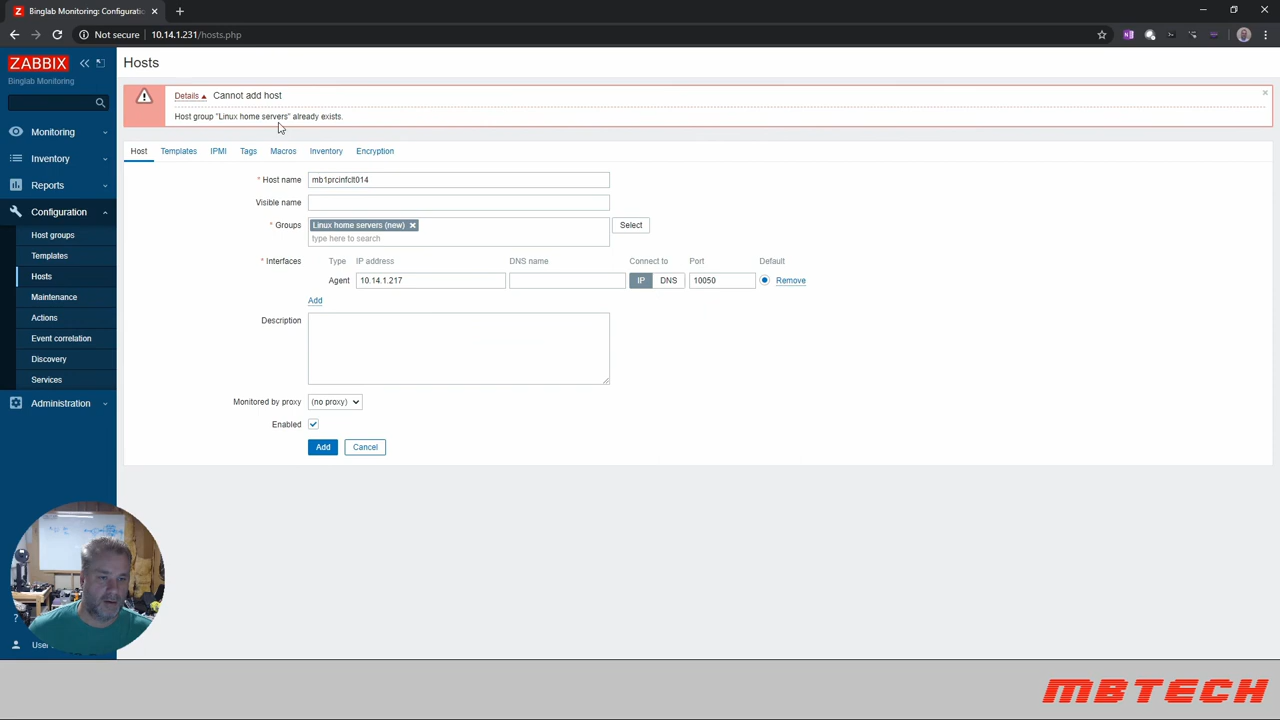 Binglab Monitoring: Configuratio
Not secure
10.14.1.231/hosts.php
ZABBIX
Binglab Monitoring
Monitoring
Inventory
Reports
Configuration
Host groups
Templates
Hosts
Maintenance
Actions
Event correlation
Discovery
Services
Administration
?
User
Hosts
Details Cannot add host
Host group "Linux home servers" already exists.
Host Templates IPMI Tags Macros Inventory Encryption
* Host name mb1prcinfclt014
Visible name
* Groups Linux home servers (new) Select
type here to search
* Interfaces Type IP address DNS name Connect to Port Default
Agent 10.14.1.217 IP DNS 10050 Remove
Add
Description
Monitored by proxy (no proxy)
Enabled
Add Cancel
MBTECH